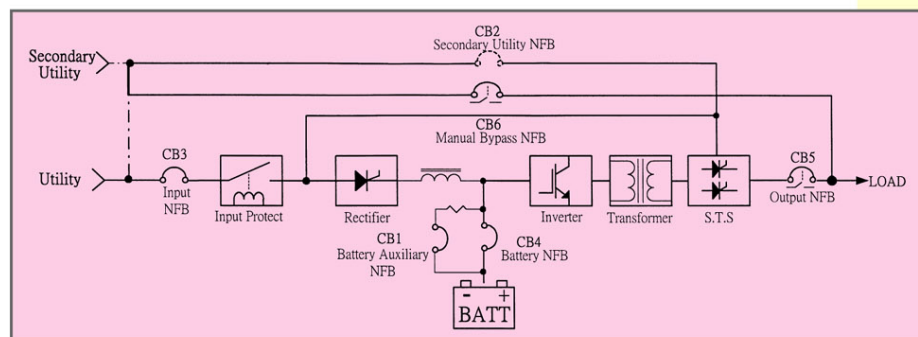 CB2
Secondary Utility NFB
Secondary
Utility
CB6
Manual Bypass NFB
CB3
Utility
Input
NFB
Input Protect
Rectifier
Inverter
Transformer
S.T.S
CB5
Output NFB
LOAD
CB1
Battery Auxiliary
NFB
CB4
Battery NFB
- +
BATT